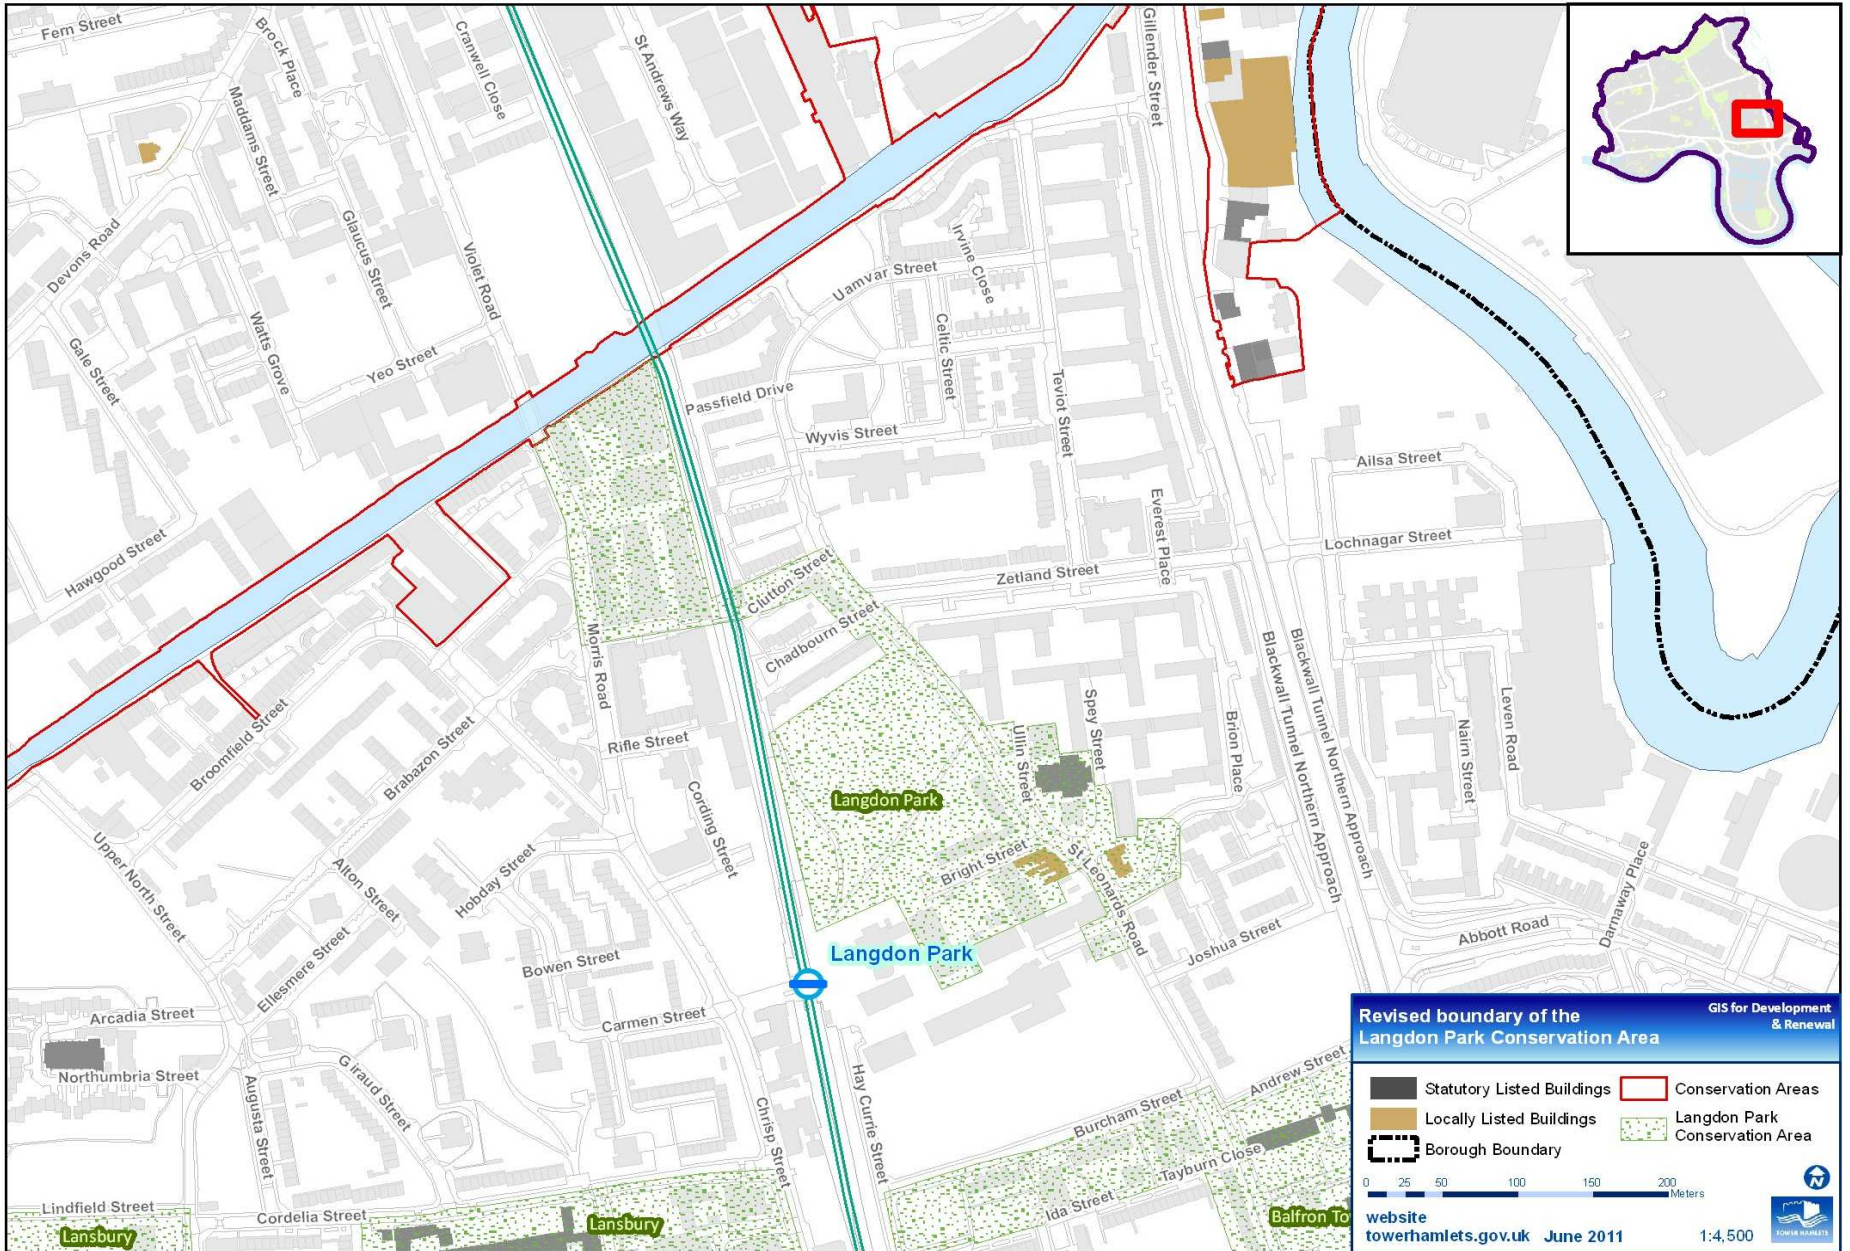 Fern Street
Brock Place
Cranwell Close
St Andrews Way
Gillender Street
Maddams Street
Devons Road
Glaucus Street
Violet Road
Watts Grove
Gale Street
Yeo Street
Uamvar Street
Irvine Close
Celtic Street
Passfield Drive
Wyvis Street
Teviot Street
Ailsa Street
Everest Place
Lochnagar Street
Hawgood Street
Zetland Street
Clutton Street
Chadbourn Street
Morris Road
Blackwall Tunnel Northern Approach
Blackwall Tunnel Northern Approach
Broomfield Street
Brabazon Street
Rifle Street
Ullin Street
Spey Street
Brion Place
Nairn Street
Leven Road
Langdon Park
Cording Street
Upper North Street
Alton Street
Hobday Street
Bright Street
St Leonards Road
Darnaway Place
Abbott Road
Joshua Street
Ellesmere Street
Bowen Street
Langdon Park
Arcadia Street
Carmen Street
Northumbria Street
Giraud Street
Augusta Street
Chrisp Street
Hay Currie Street
Burcham Street
Andrew Street
Tayburn Close
Ida Street
Lindfield Street
Cordelia Street
Lansbury
Lansbury
Balfron To
Revised boundary of the
Langdon Park Conservation Area
GIS for Development
& Renewal
Statutory Listed Buildings
Conservation Areas
Locally Listed Buildings
Langdon Park
Conservation Area
Borough Boundary
0 25 50 100 150 200
Meters
N
website
towerhamlets.gov.uk June 2011 1:4,500
TOWER HAMLETS